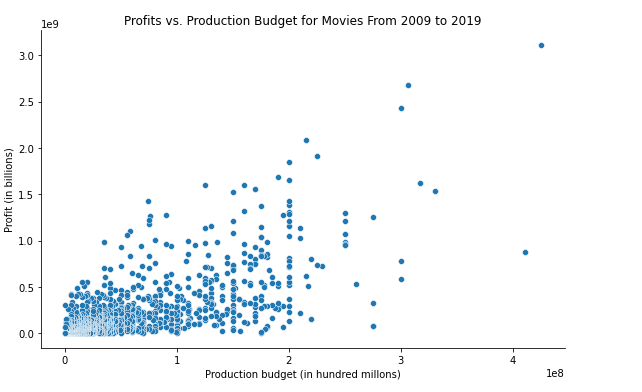 Profits vs. Production Budget for Movies From 2009 to 2019
1e9
3.0
2.5
2.0
1.5
1.0
0.5
0.0
Profit (in billions)
0
1
2
3
4
1e8
Production budget (in hundred millons)